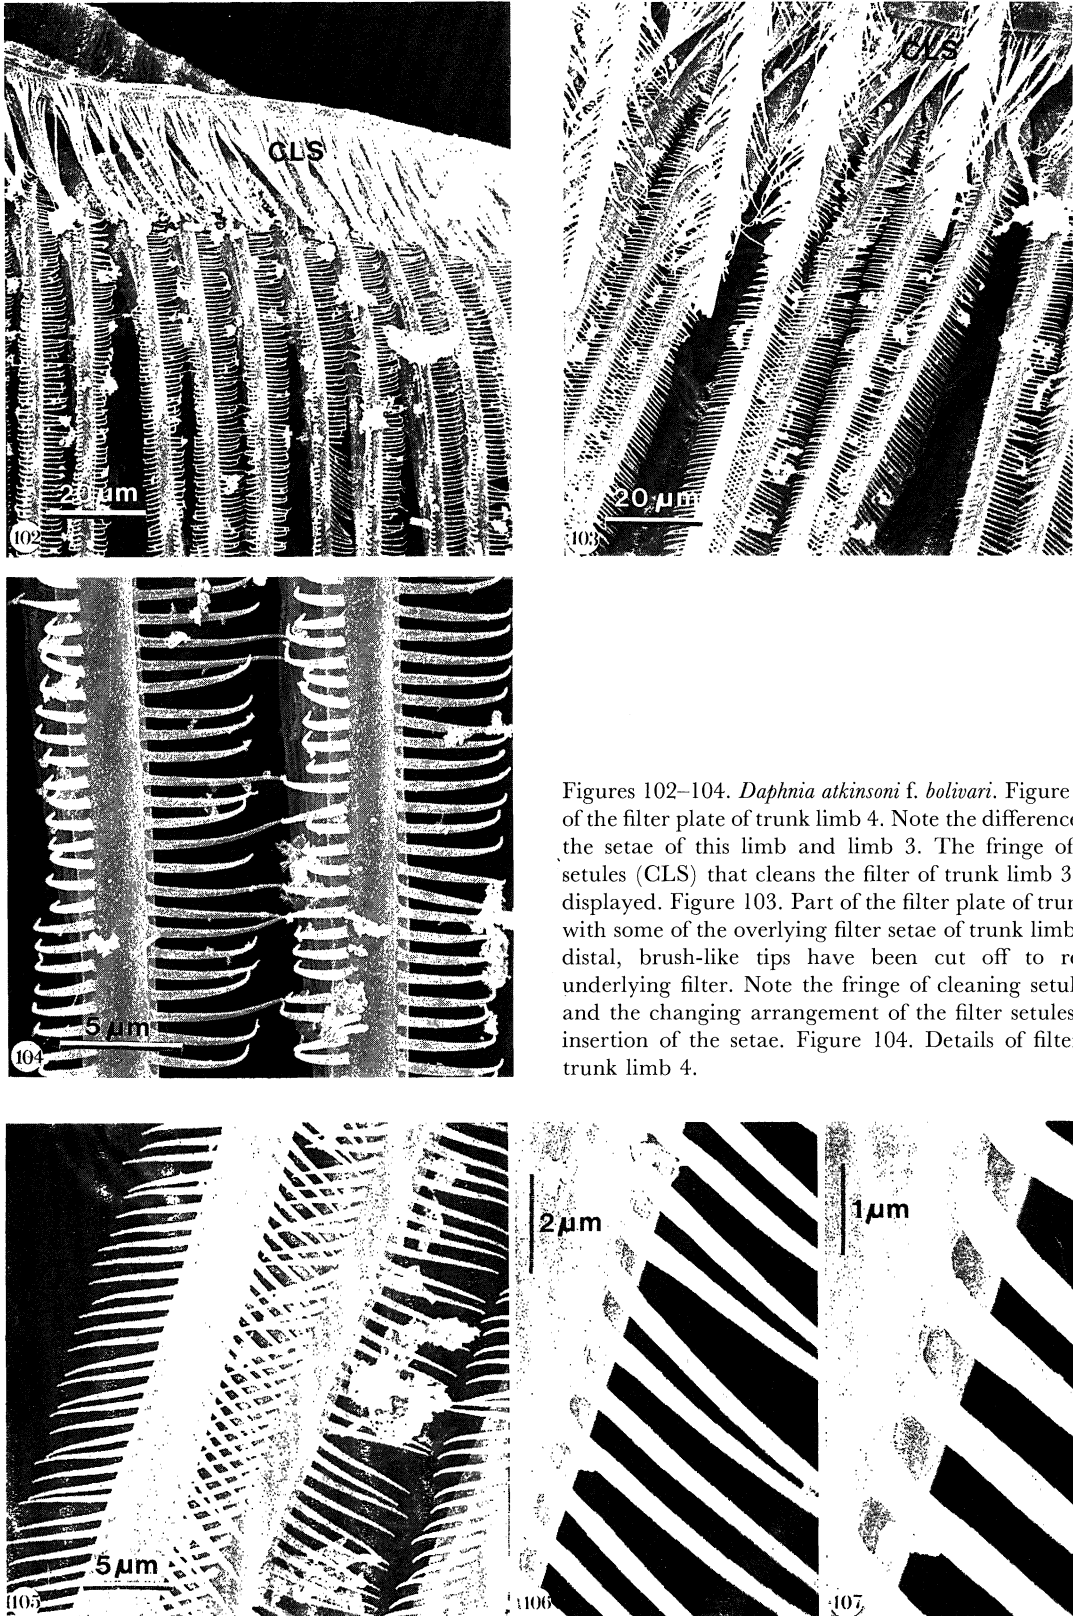 CLS
20 µm
102
CLS
20 µm
103
5 µm
104
Figures 102–104. Daphnia atkinsoni f. bolivari. Figure
of the filter plate of trunk limb 4. Note the difference
the setae of this limb and limb 3. The fringe of
setules (CLS) that cleans the filter of trunk limb 3
displayed. Figure 103. Part of the filter plate of
with some of the overlying filter setae of trunk limb
distal, brush-like tips have been cut off to
underlying filter. Note the fringe of cleaning
and the changing arrangement of the filter setules
insertion of the setae. Figure 104. Details of
trunk limb 4.
5 µm
105
2 µm
106
1 µm
107